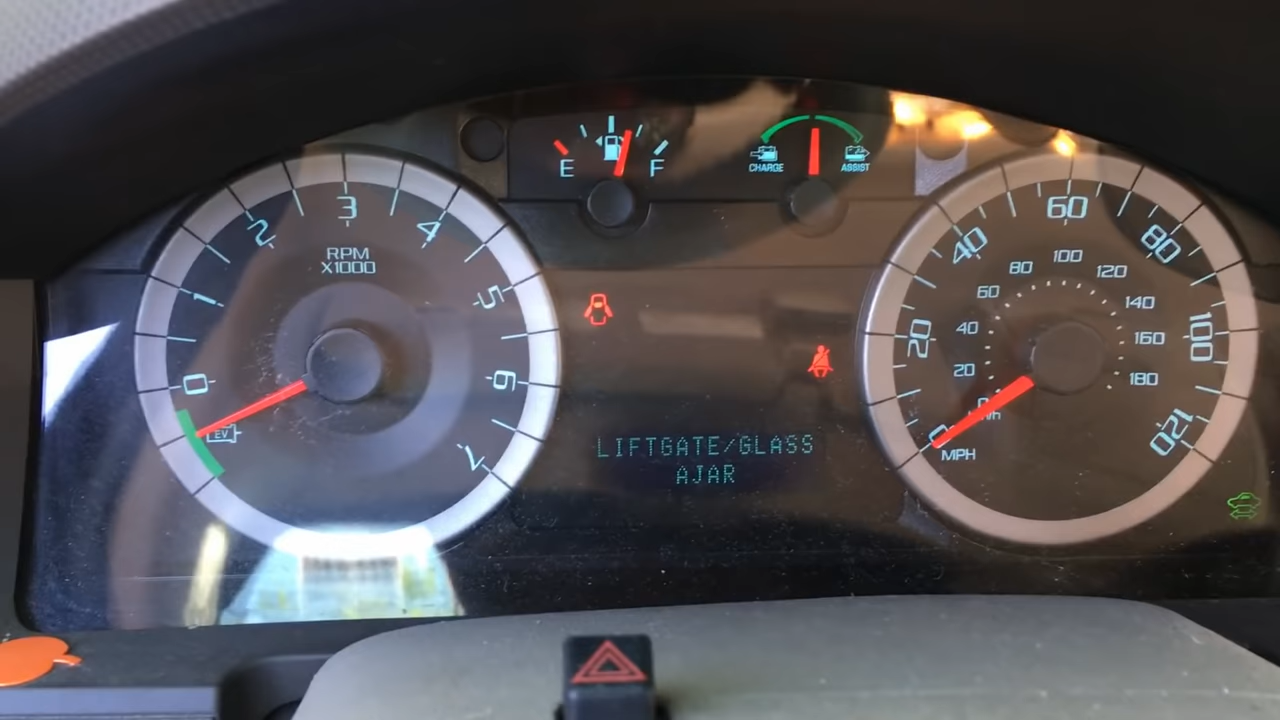 E F
CHARGE ASSIST
0 1 2 3 4 5 6 7
RPM
X1000
EV
0 20 40 60 80 100 120
MPH
0 20 40 60 80 100 120 140 160 180
LIFTGATE/GLASS
AJAR